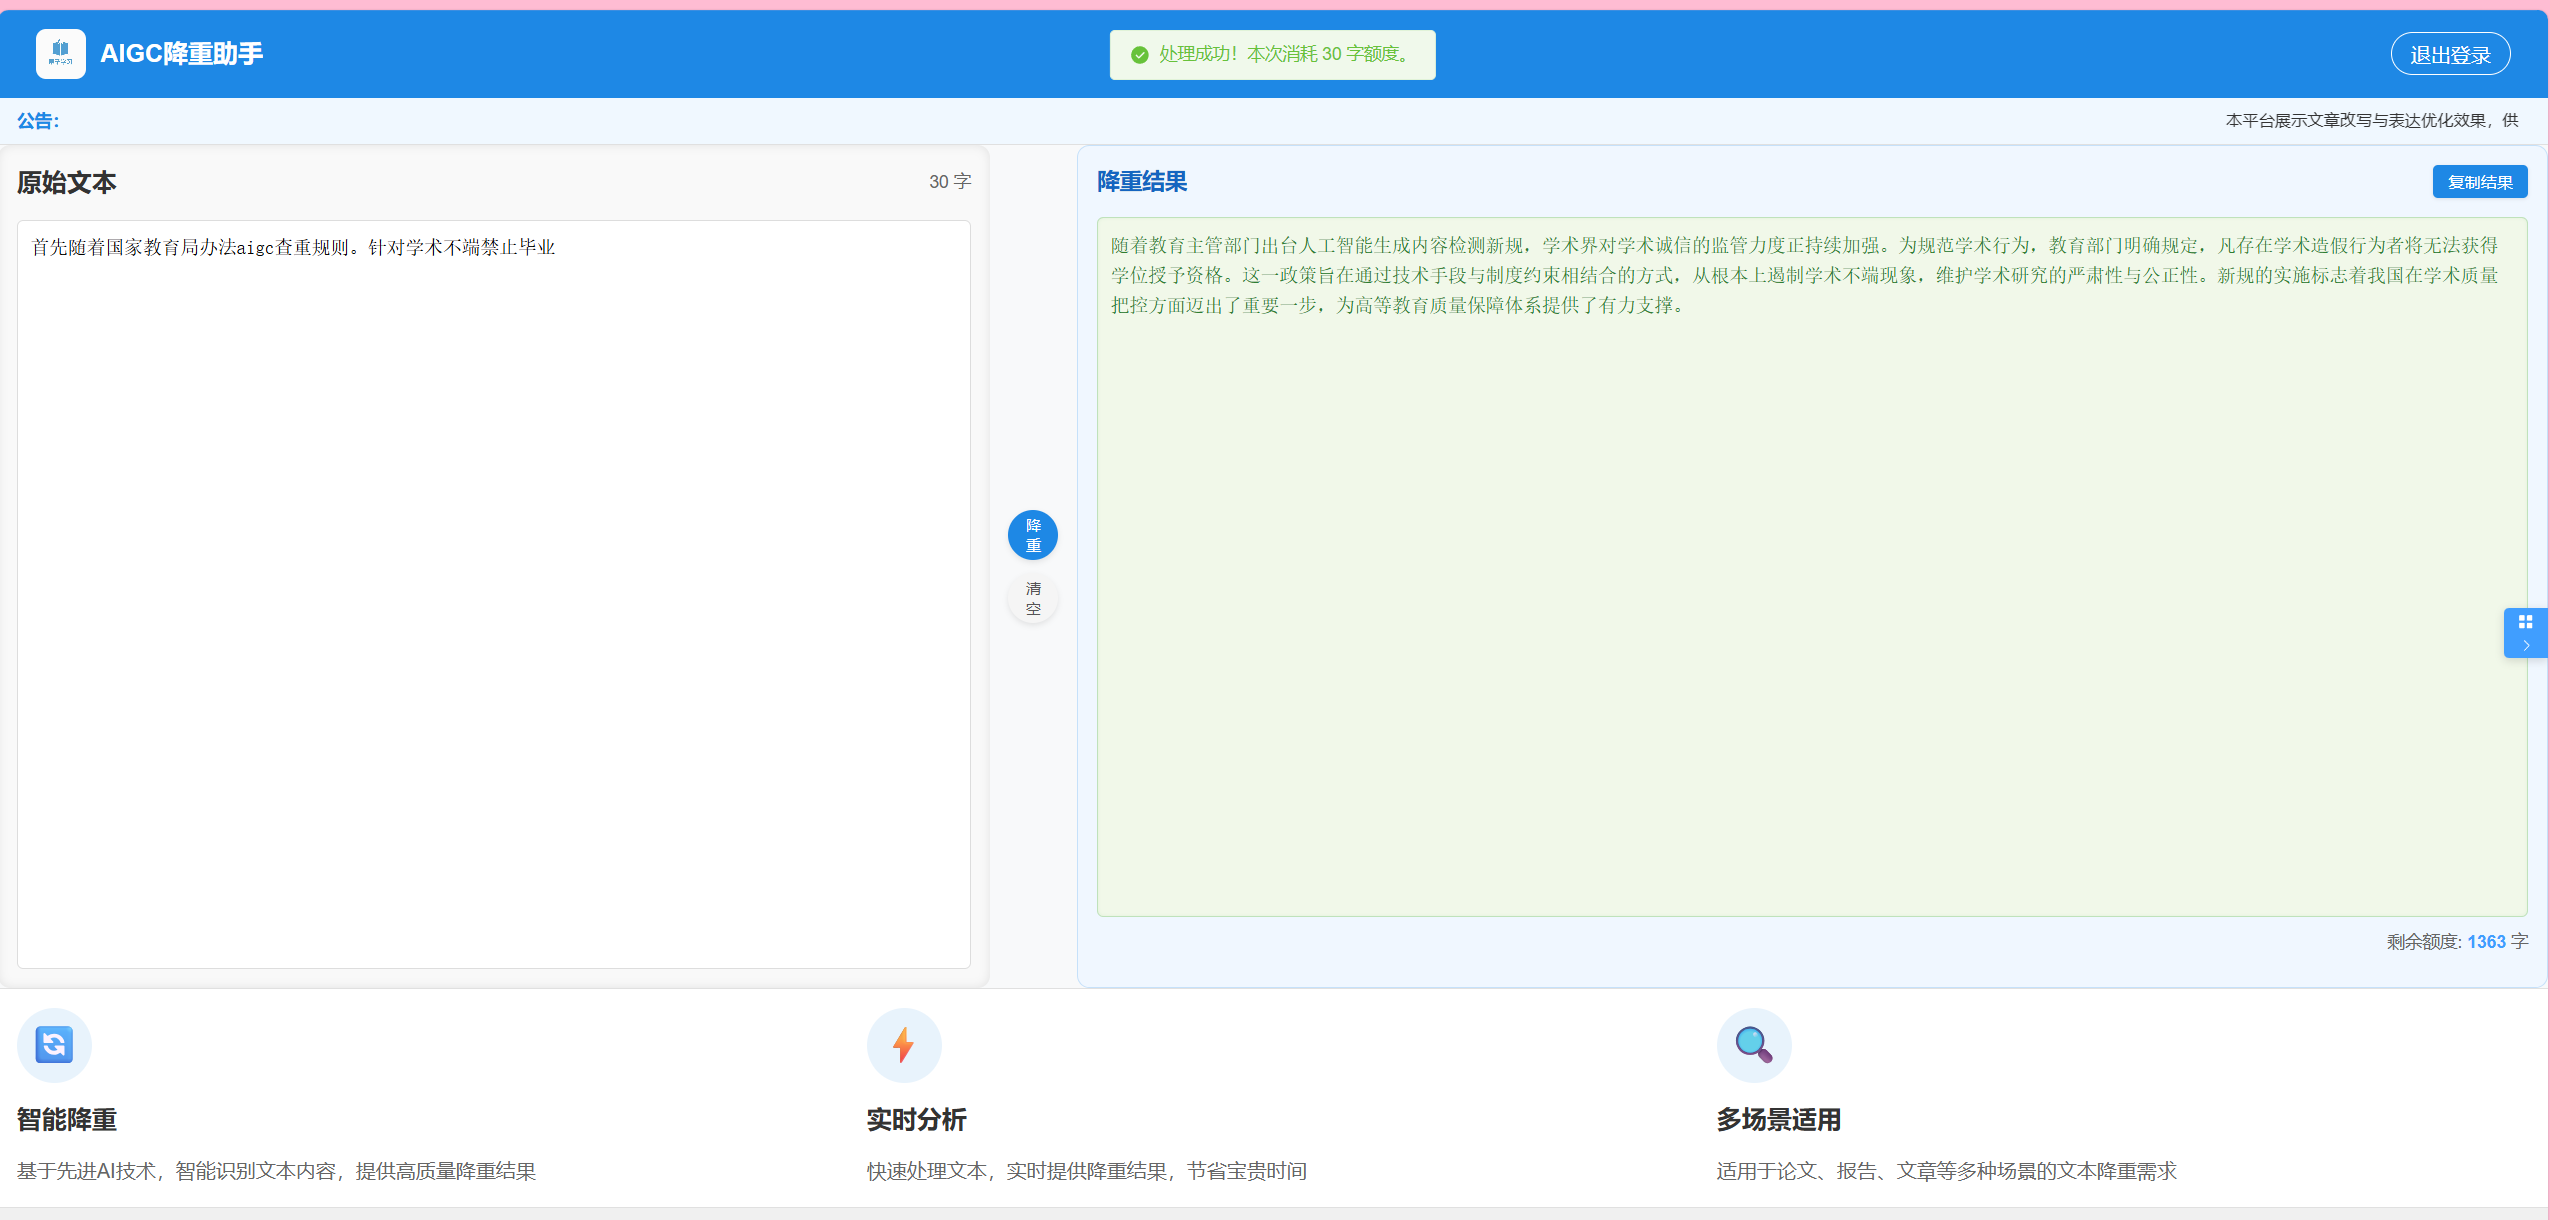 AIGC降重助手
处理成功！本次消耗 30 字额度。
退出登录
公告：
本平台展示文章改写与表达优化效果，供
原始文本
30 字
首先随着国家教育局办法aigc查重规则。针对学术不端禁止毕业
降重
清空
降重结果
复制结果
随着教育主管部门出台人工智能生成内容检测新规，学术界对学术诚信的监管力度正持续加强。为规范学术行为，教育部门明确规定，凡存在学术造假行为者将无法获得
学位授予资格。这一政策旨在通过技术手段与制度约束相结合的方式，从根本上遏制学术不端现象，维护学术研究的严肃性与公正性。新规的实施标志着我国在学术质量
把控方面迈出了重要一步，为高等教育质量保障体系提供了有力支撑。
剩余额度: 1363 字
智能降重
基于先进AI技术，智能识别文本内容，提供高质量降重结果
实时分析
快速处理文本，实时提供降重结果，节省宝贵时间
多场景适用
适用于论文、报告、文章等多种场景的文本降重需求